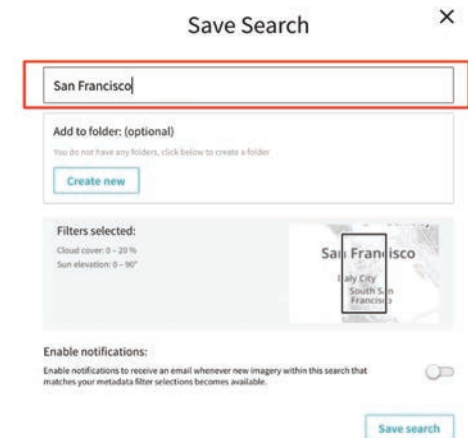 Save Search
San Francisco
Add to folder: (optional)
You do not have any folders, click below to create a folder
Create new
Filters selected:
Cloud cover: 0 – 20 %
Sun elevation: 0 – 90°
San Francisco
aly City
South San
Francisco
Enable notifications:
Enable notifications to receive an email whenever new imagery within this search that
matches your metadata filter selections becomes available.
Save search